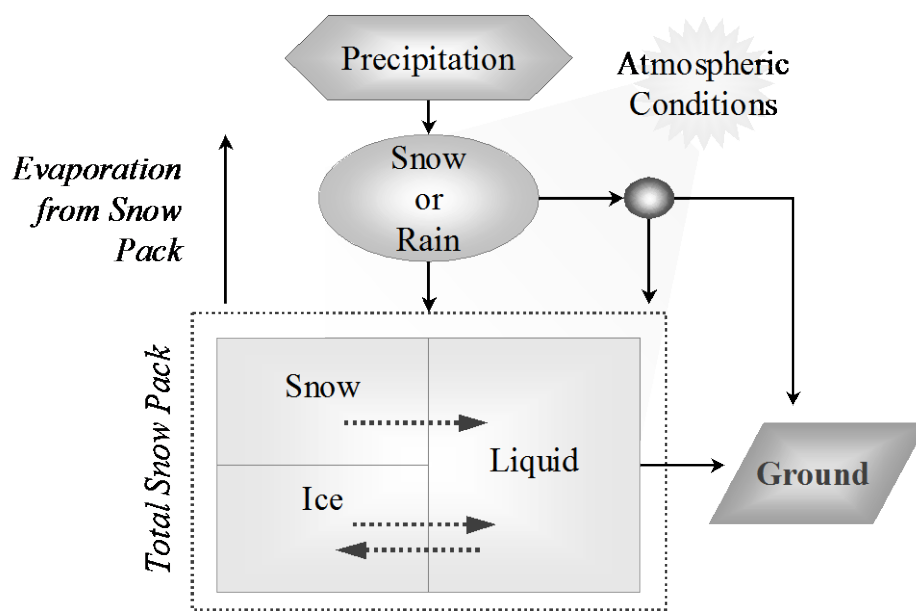 Precipitation
Atmospheric
Conditions
Snow
or
Rain
Evaporation
from Snow
Pack
Total Snow Pack
Snow
Liquid
Ice
Ground